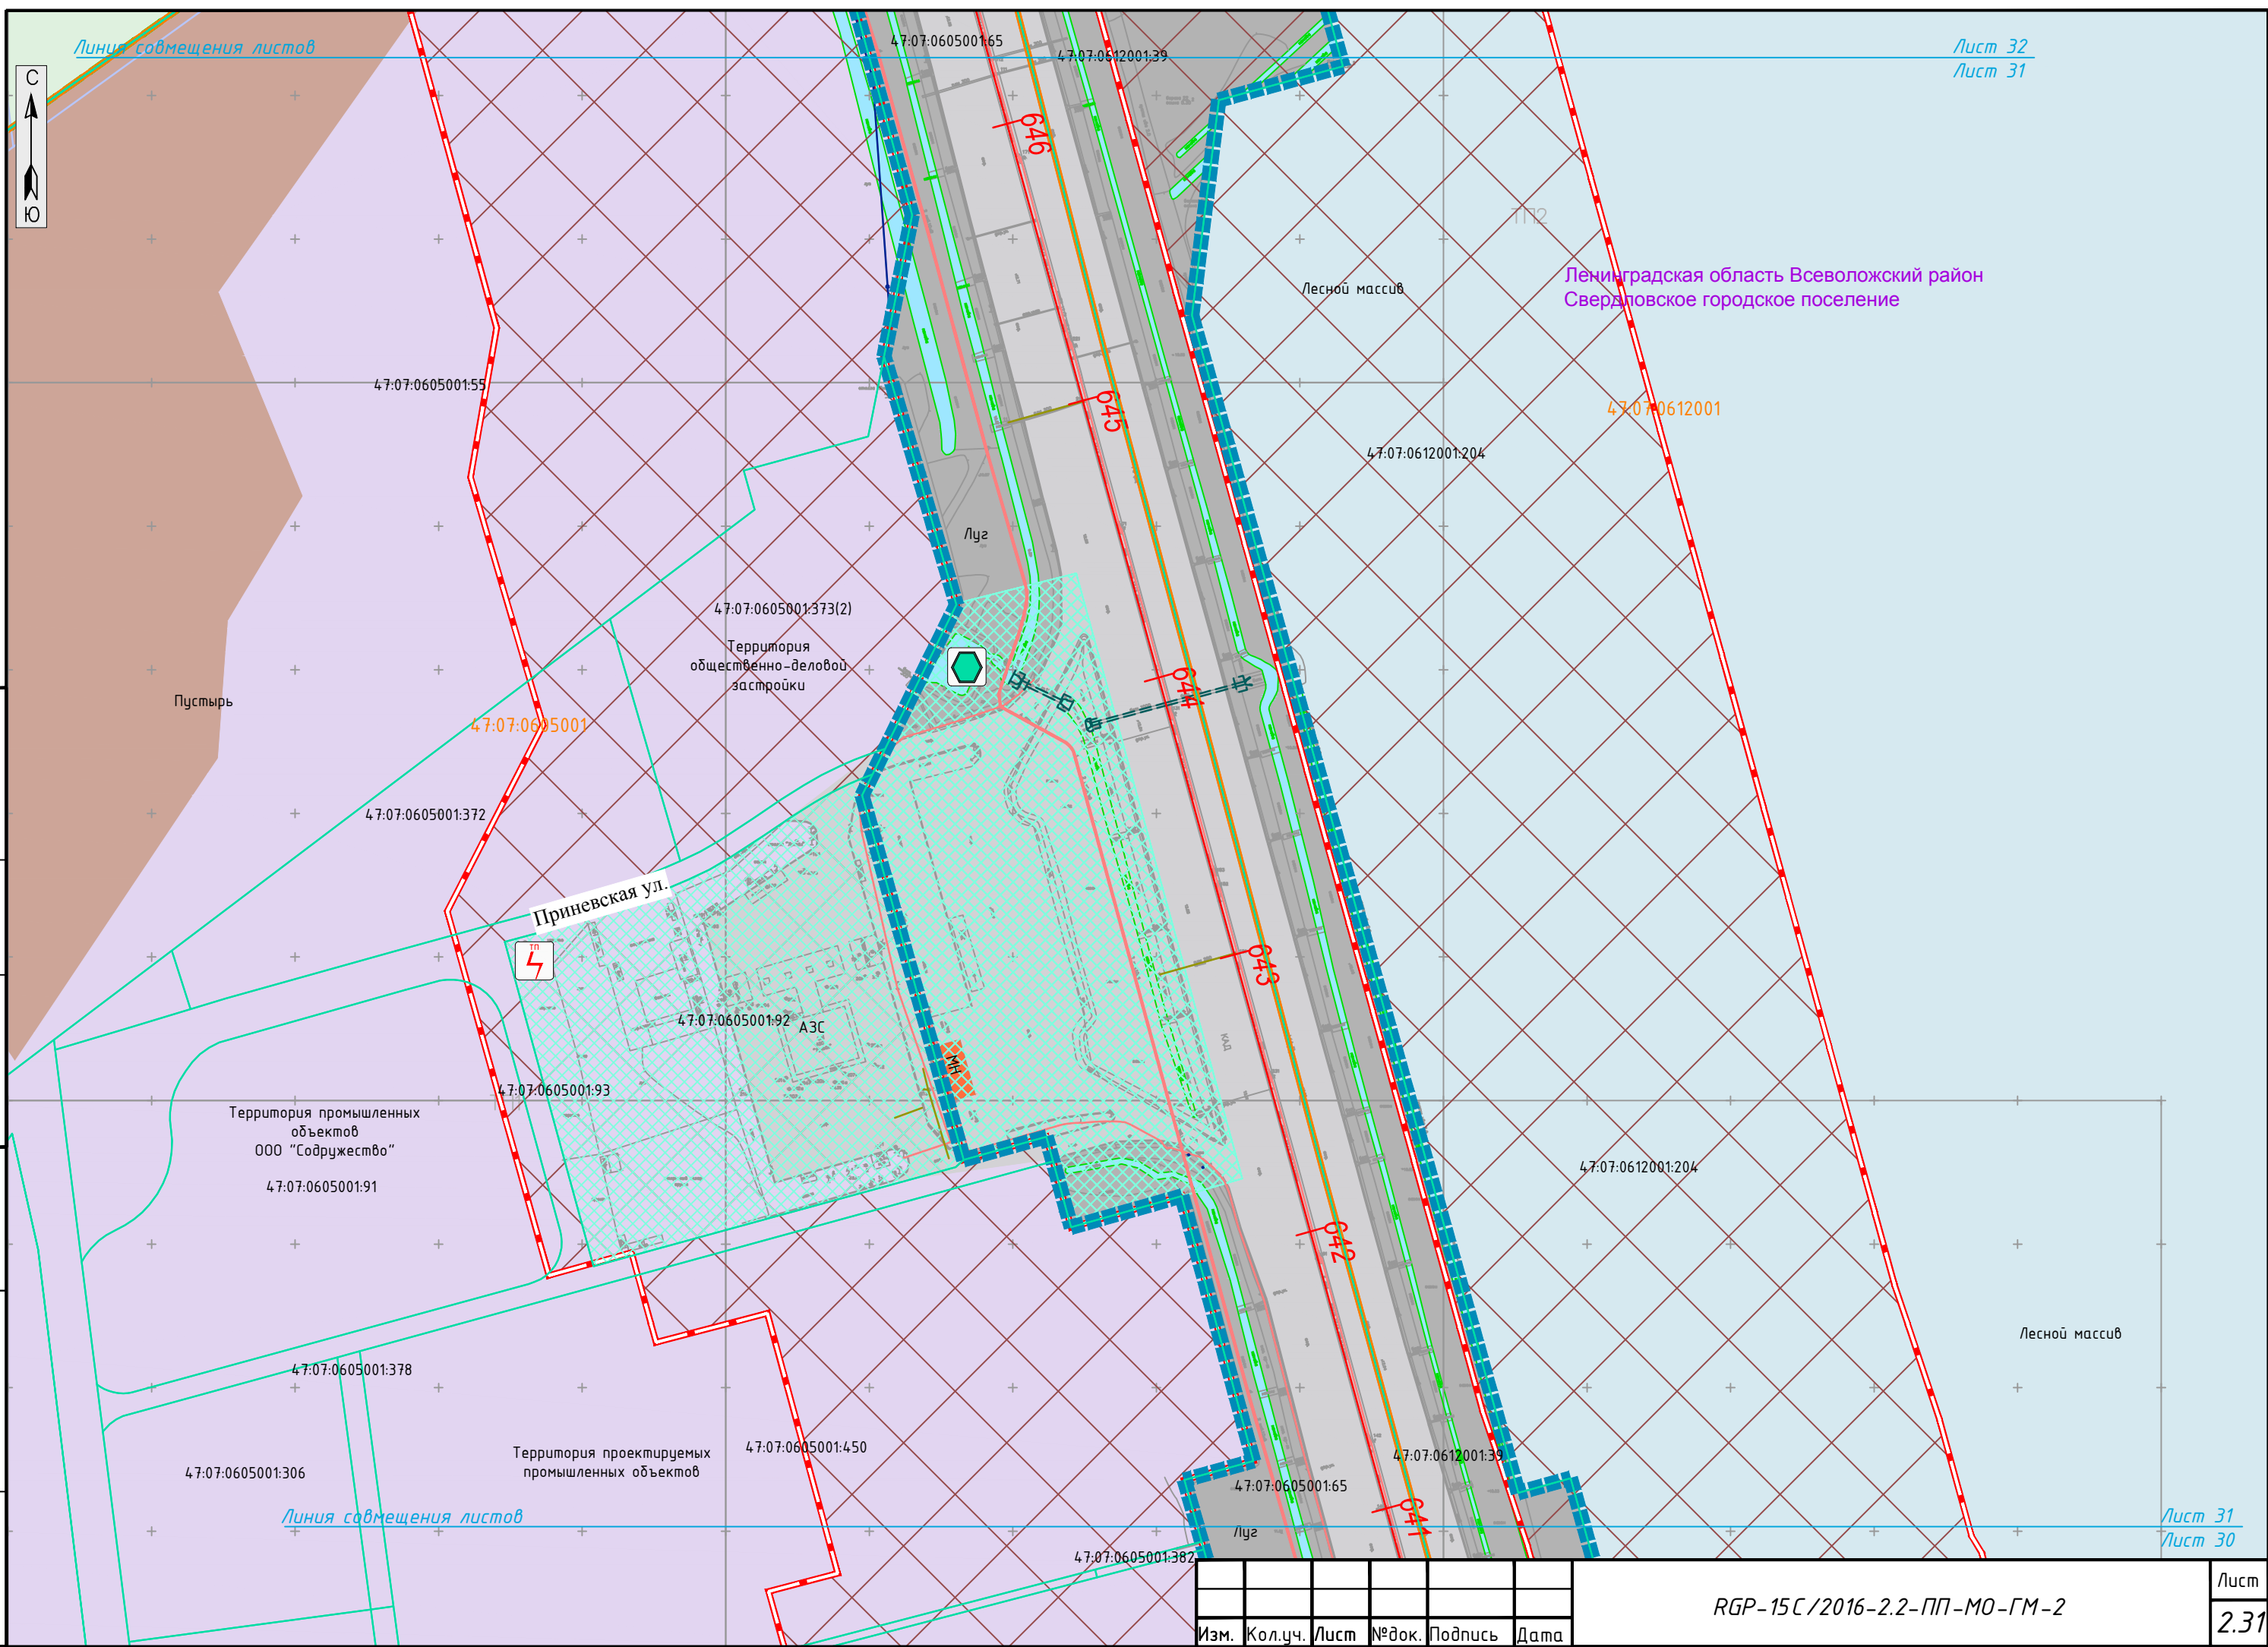 Линия совмещения листов
47:07:0605001:65
47:07:0612001:39
Лист 32
Лист 31
С
Ю
646
ТП2
Лесной массив
Ленинградская область Всеволожский район
Свердловское городское поселение
47:07:0605001:55
645
47:07:0612001
47:07:0612001:204
Луг
47:07:0605001:373(2)
Территория
общественно-деловой
застройки
644
Пустырь
47:07:0605001
47:07:0605001:372
Приневская ул.
ТП
643
47:07:0605001:92
АЗС
КАД
МН
47:07:0605001:93
Территория промышленных
объектов
ООО "Содружество"
47:07:0605001:91
47:07:0612001:204
642
Лесной массив
47:07:0605001:378
47:07:0605001:450
Территория проектируемых
промышленных объектов
47:07:0612001:39
47:07:0605001:306
47:07:0605001:65
Линия совмещения листов
641
Лист 31
Лист 30
Луг
47:07:0605001:382
Изм.
Кол.уч.
Лист
№док.
Подпись
Дата
RGP-15С/2016-2.2-ПП-МО-ГМ-2
Лист
2.31